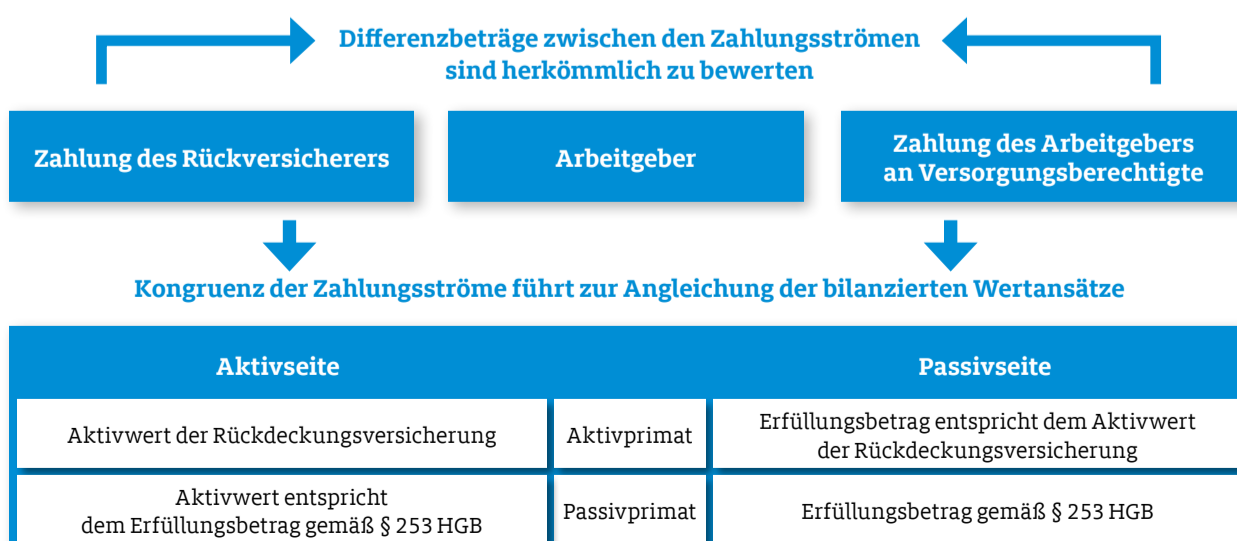 Differenzbeträge zwischen den Zahlungsströmen
sind herkömmlich zu bewerten
Zahlung des Rückversicherers
Arbeitgeber
Zahlung des Arbeitgebers
an Versorgungsberechtigte
Kongruenz der Zahlungsströme führt zur Angleichung der bilanzierten Wertansätze
Aktivseite
Passivseite
Aktivwert der Rückdeckungsversicherung
Aktivprimat
Erfüllungsbetrag entspricht dem Aktivwert
der Rückdeckungsversicherung
Aktivwert entspricht
dem Erfüllungsbetrag gemäß § 253 HGB
Passivprimat
Erfüllungsbetrag gemäß § 253 HGB